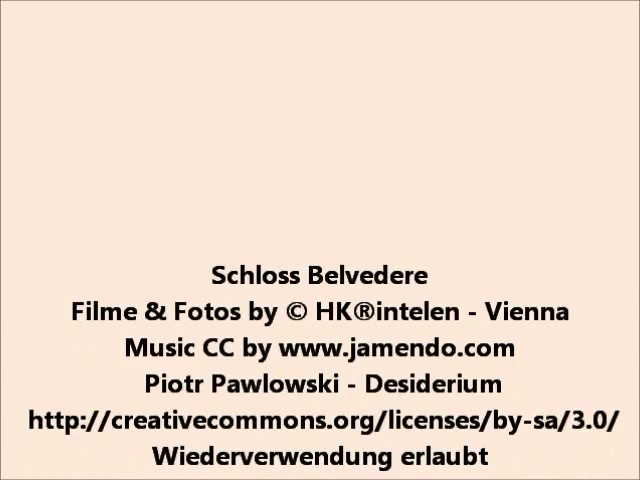 Schloss Belvedere
Filme & Fotos by © HK®intelen - Vienna
Music CC by www.jamendo.com
Piotr Pawlowski - Desiderium
http://creativecommons.org/licenses/by-sa/3.0/
Wiederverwendung erlaubt